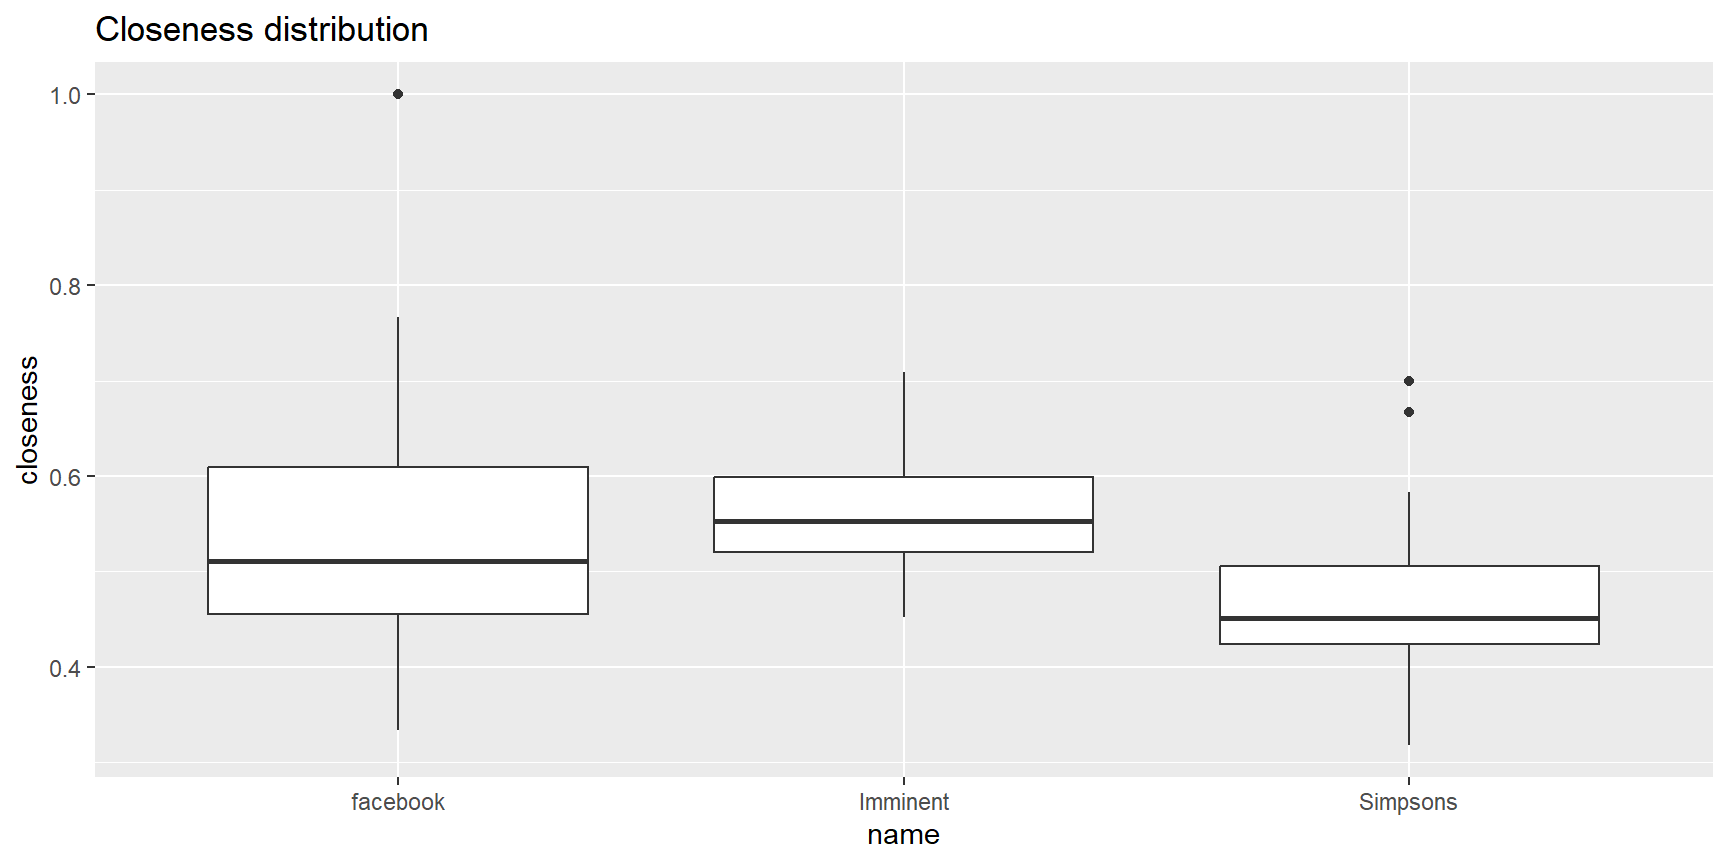 Closeness distribution
1.0
0.8
0.6
0.4
closeness
facebook
Imminent
Simpsons
name